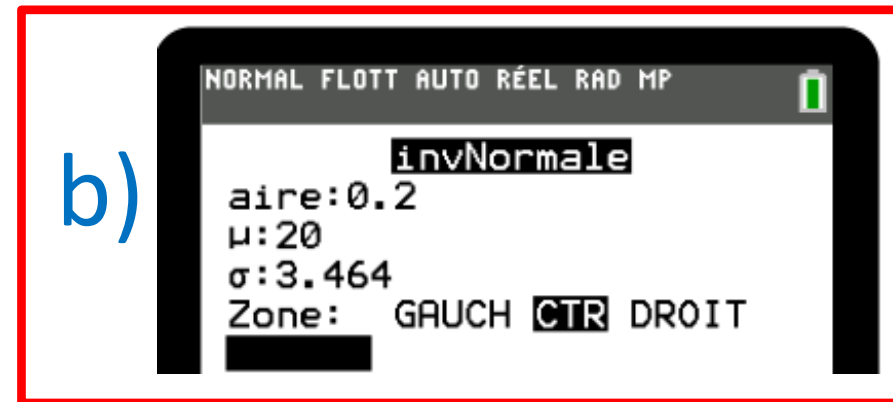 NORMAL FLOTT AUTO RÉEL RAD MP
b)
invNormale
aire:0.2
µ:20
σ:3.464
Zone: GAUCH CTR DROIT